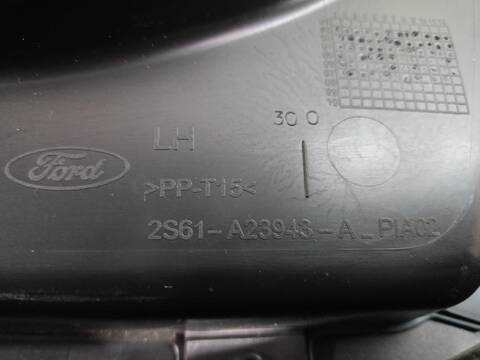 30 0
LH
Ford
>PP-T15<
2S61-A23943-A_PIA02